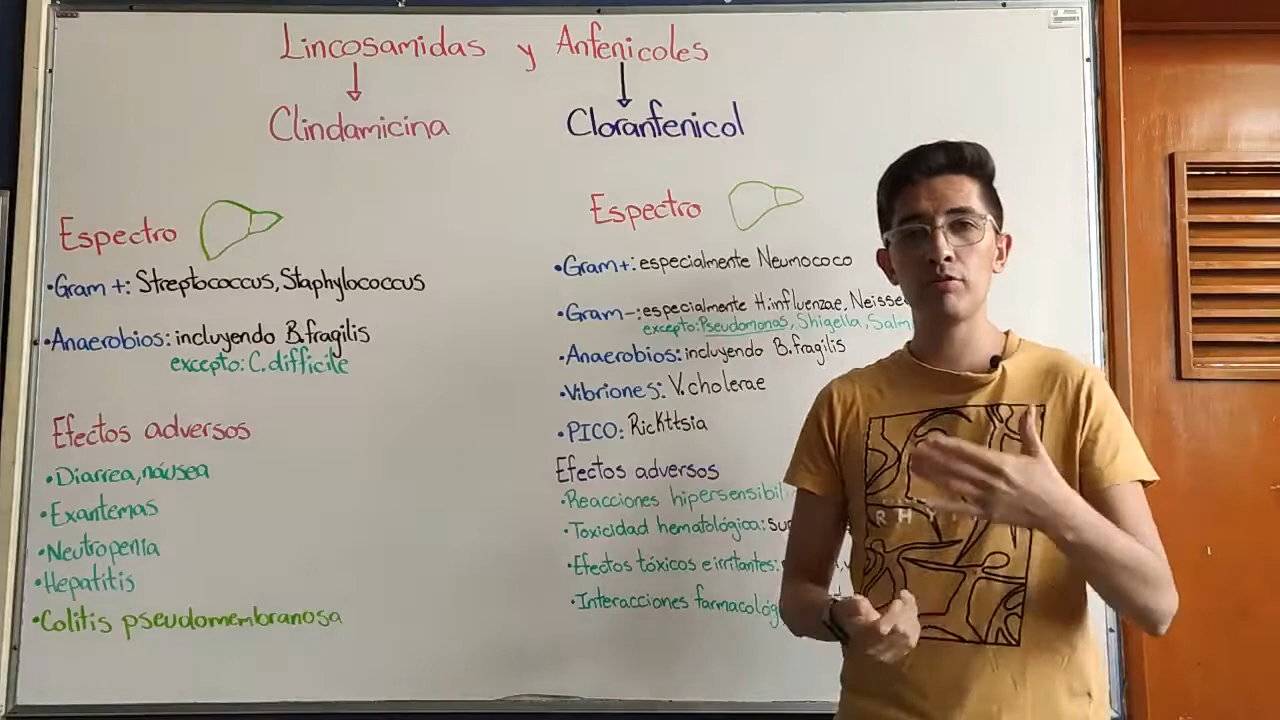 Lincosamidas y Anfenicoles
Clindamicina
Cloranfenicol
Espectro
• Gram +: Streptococcus, Staphylococcus
• Anaerobios: incluyendo B.fragilis
excepto: C.difficile
Efectos adversos
• Diarrea, náusea
• Exantemas
• Neutropenia
• Hepatitis
• Colitis pseudomembranosa
Espectro
• Gram+: especialmente Neumococo
• Gram-: especialmente H.influenzae, Neisse
excepto: Pseudomonas, Shigella, Salm
• Anaerobios: incluyendo B.fragilis
• Vibriones: V.cholerae
• PICO: Rickttsia
Efectos adversos
• Reacciones hipersensibil
• Toxicidad hematológica: su
• Efectos tóxicos e irritantes:
• Interacciones farmacológ